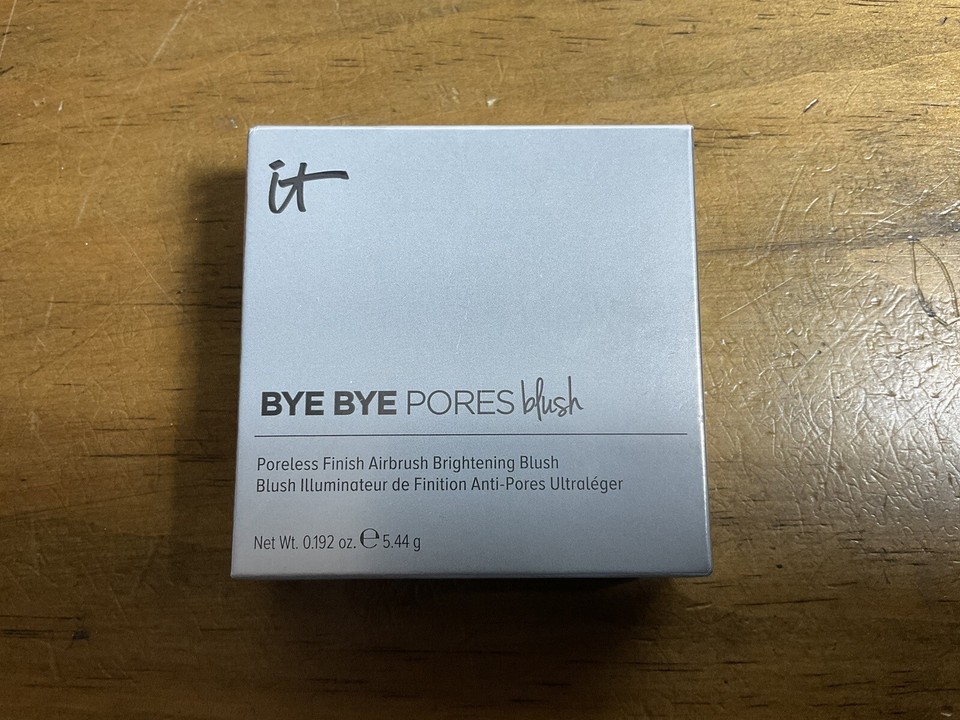 it
BYE BYE PORES blush
Poreless Finish Airbrush Brightening Blush
Blush Illuminateur de Finition Anti-Pores Ultraléger
Net Wt. 0.192 oz. ℮ 5.44 g